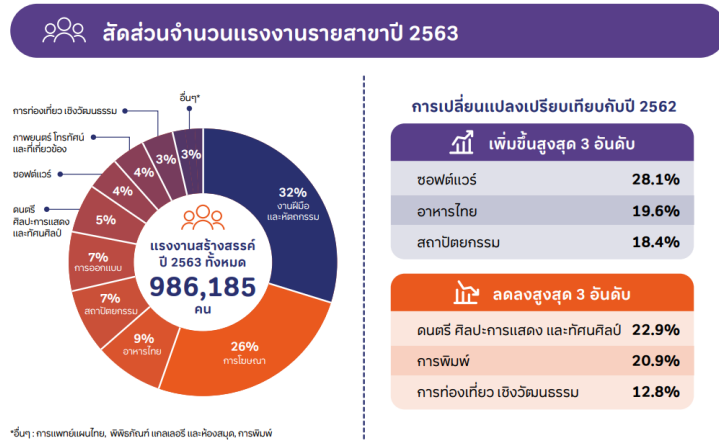 สัดส่วนจำนวนแรงงานรายสาขาปี 2563
อื่นๆ*
3%
การท่องเที่ยว เชิงวัฒนธรรม
3%
ภาพยนตร์ โทรทัศน์
และที่เกี่ยวข้อง
4%
ซอฟต์แวร์
4%
ดนตรี
ศิลปะการแสดง
และทัศนศิลป์
5%
7%
การออกแบบ
7%
สถาปัตยกรรม
9%
อาหารไทย
26%
การโฆษณา
32%
งานฝีมือ
และหัตถกรรม
แรงงานสร้างสรรค์
ปี 2563 ทั้งหมด
986,185
คน
การเปลี่ยนแปลงเปรียบเทียบกับปี 2562
เพิ่มขึ้นสูงสุด 3 อันดับ
ซอฟต์แวร์ 28.1%
อาหารไทย 19.6%
สถาปัตยกรรม 18.4%
ลดลงสูงสุด 3 อันดับ
ดนตรี ศิลปะการแสดง และทัศนศิลป์ 22.9%
การพิมพ์ 20.9%
การท่องเที่ยว เชิงวัฒนธรรม 12.8%
*อื่นๆ : การแพทย์แผนไทย, พิพิธภัณฑ์ แกลเลอรี และห้องสมุด, การพิมพ์